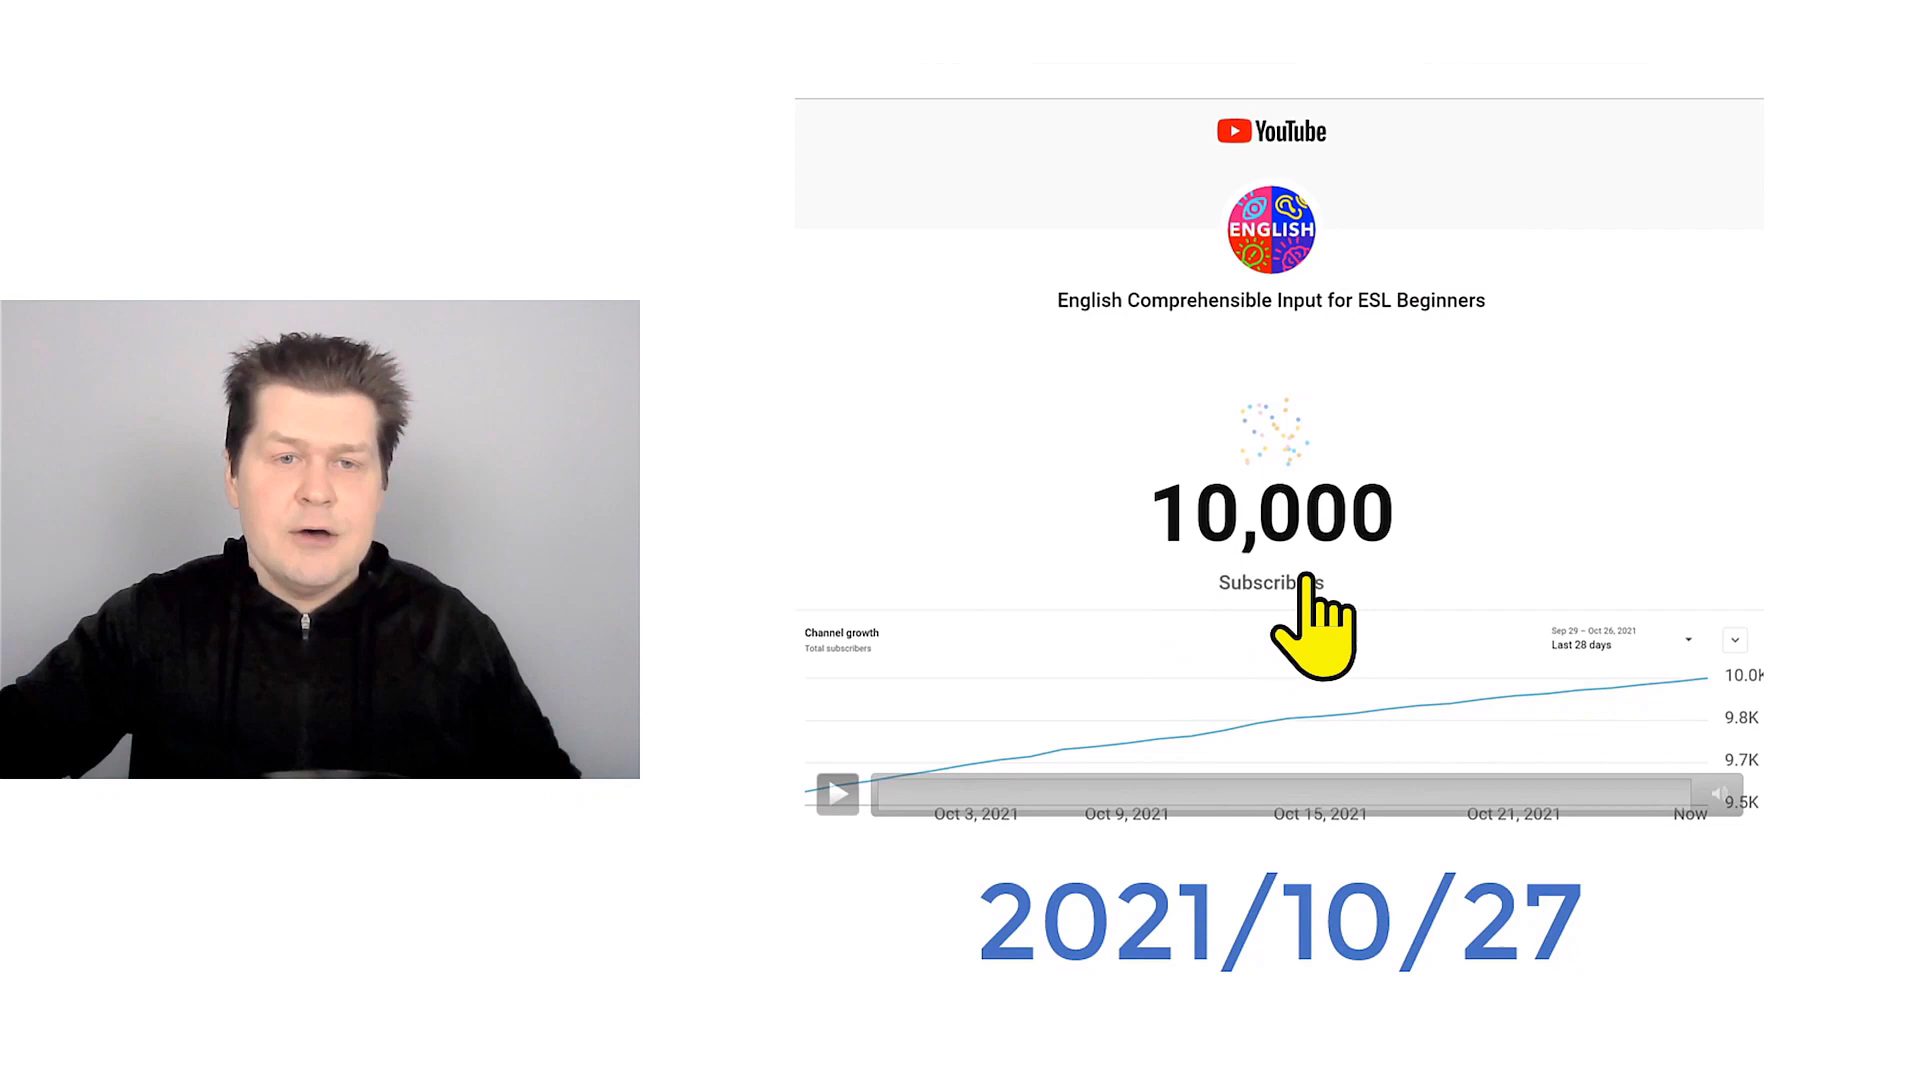 YouTube
ENGLISH
English Comprehensible Input for ESL Beginners
10,000
Subscribers
Channel growth
Total subscribers
Sep 29 – Oct 26, 2021
Last 28 days
10.0K
9.8K
9.7K
9.5K
Oct 3, 2021 Oct 9, 2021 Oct 15, 2021 Oct 21, 2021 Now
2021/10/27